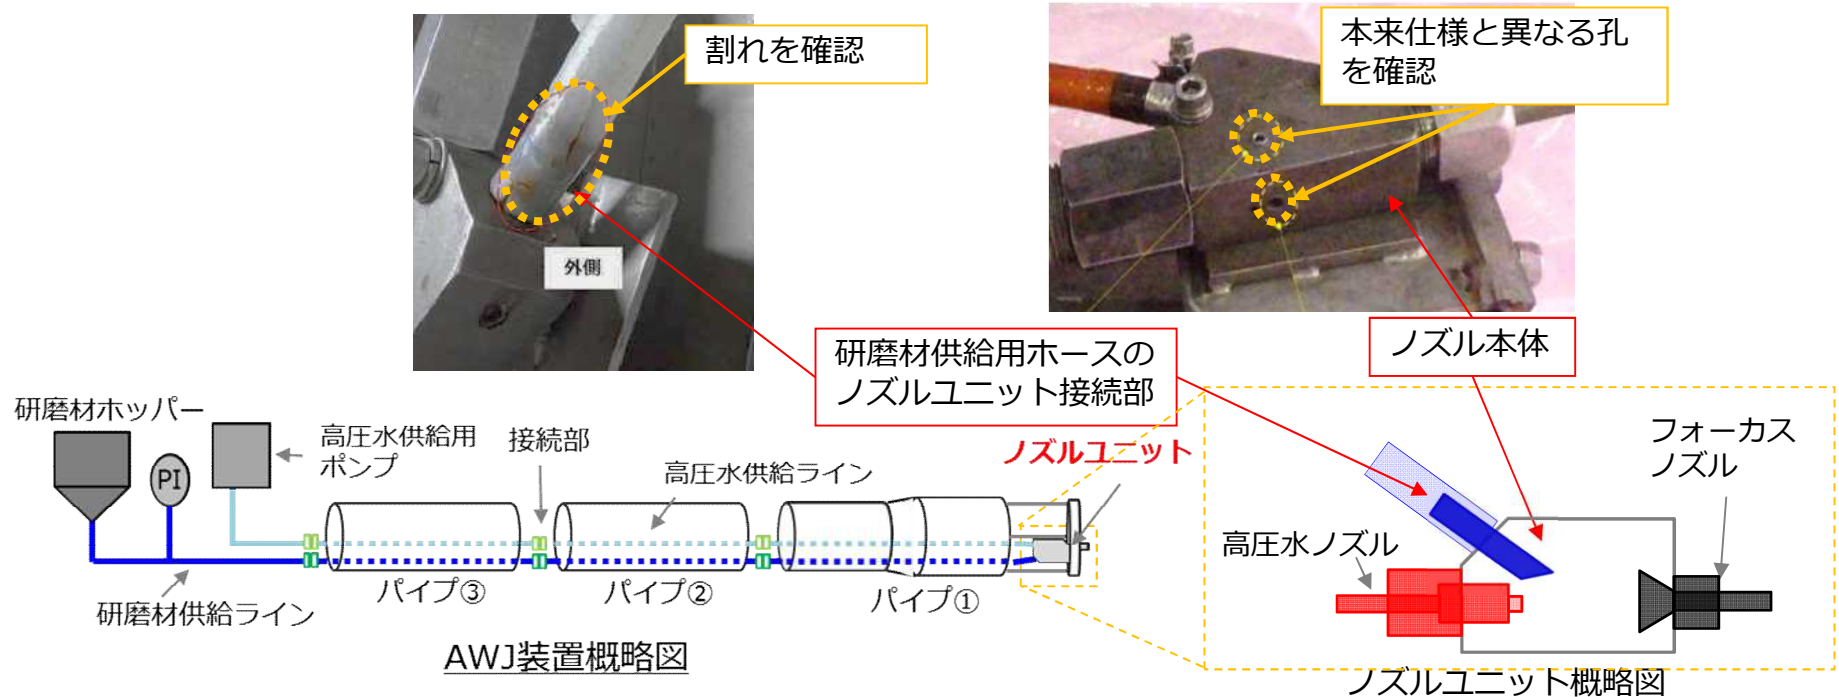 割れを確認
本来仕様と異なる孔
を確認
外側
研磨材供給用ホースの
ノズルユニット接続部
ノズル本体
研磨材ホッパー
PI
高圧水供給用
ポンプ
接続部
高圧水供給ライン
ノズルユニット
フォーカス
ノズル
高圧水ノズル
研磨材供給ライン
パイプ③
パイプ②
パイプ①
AWJ装置概略図
ノズルユニット概略図